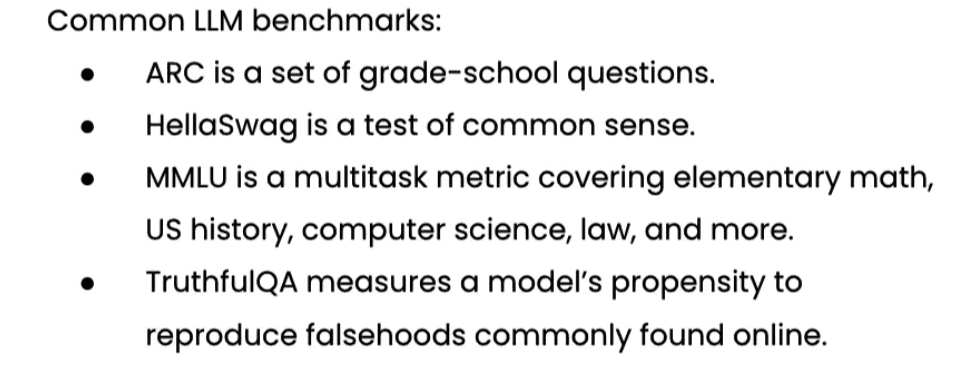 Common LLM benchmarks:
● ARC is a set of grade-school questions.
● HellaSwag is a test of common sense.
● MMLU is a multitask metric covering elementary math,
US history, computer science, law, and more.
● TruthfulQA measures a model's propensity to
reproduce falsehoods commonly found online.